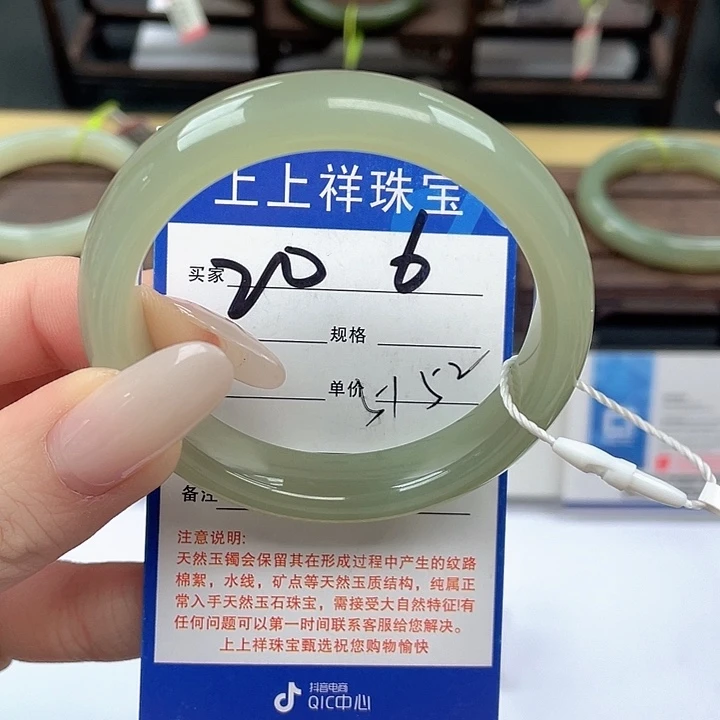 上上祥珠宝
买家 20 6
规格
单价 5152
备注
注意说明:
天然玉镯会保留其在形成过程中产生的纹路
棉絮，水线，矿点等天然玉质结构，纯属正
常入手天然玉石珠宝，需接受大自然特征!有
任何问题可以第一时间联系客服给您解决。
上上祥珠宝甄选祝您购物愉快
抖音电商
QIC中心